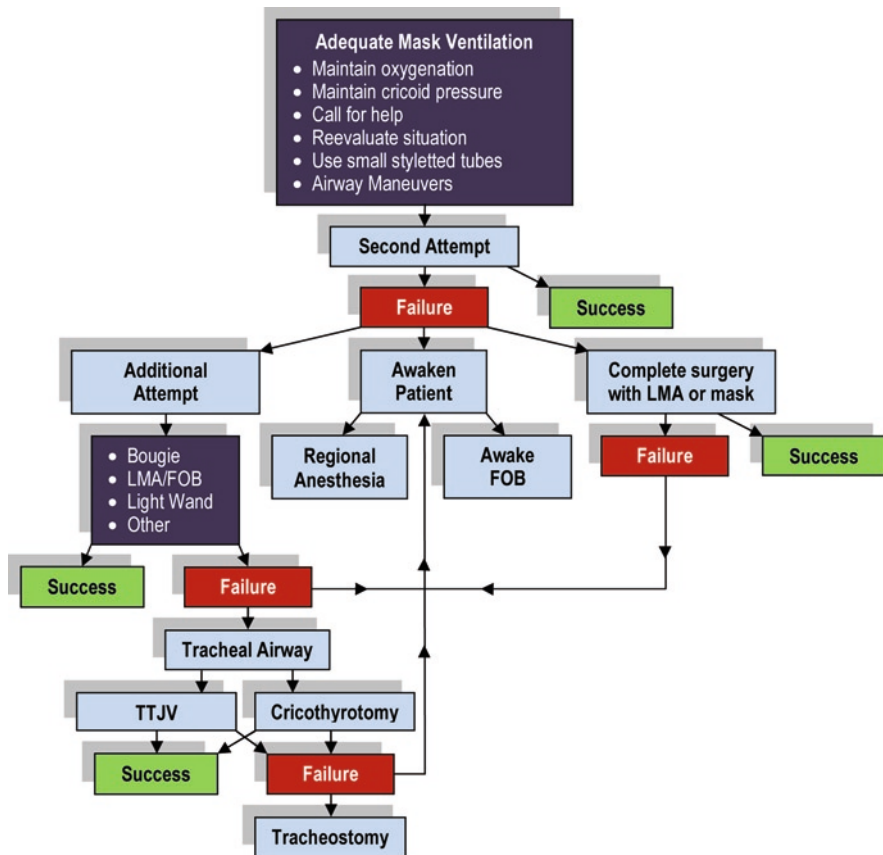 Adequate Mask Ventilation
• Maintain oxygenation
• Maintain cricoid pressure
• Call for help
• Reevaluate situation
• Use small styletted tubes
• Airway Maneuvers
Second Attempt
Failure
Success
Additional
Attempt
Awaken
Patient
Complete surgery
with LMA or mask
• Bougie
• LMA/FOB
• Light Wand
• Other
Regional
Anesthesia
Awake
FOB
Failure
Success
Success
Failure
Tracheal Airway
TTJV
Cricothyrotomy
Success
Failure
Tracheostomy